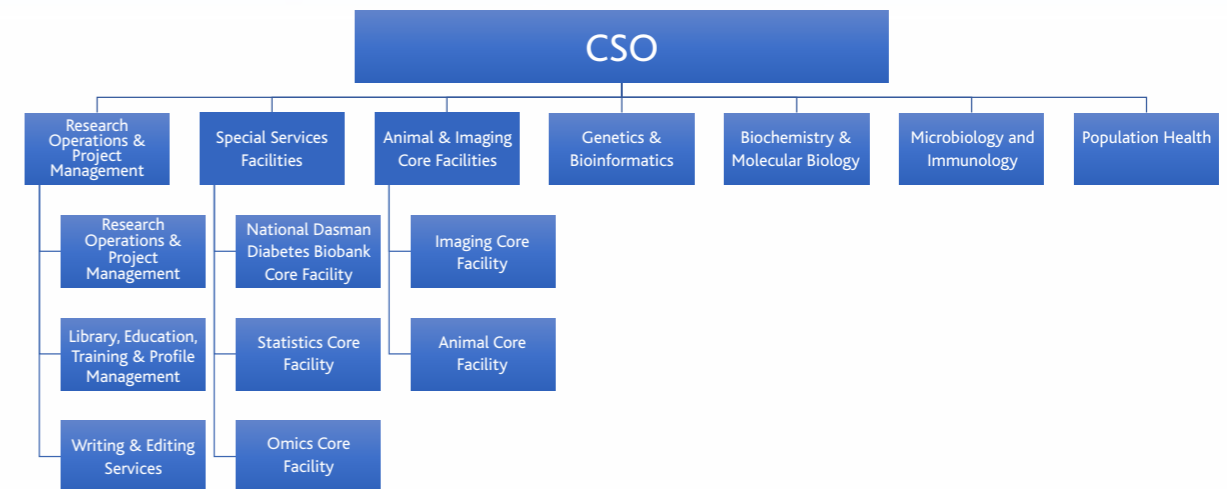 CSO
Research
Operations &
Project
Management
Special Services
Facilities
Animal & Imaging
Core Facilities
Genetics &
Bioinformatics
Biochemistry &
Molecular Biology
Microbiology and
Immunology
Population Health
Research
Operations &
Project
Management
Library, Education,
Training & Profile
Management
Writing & Editing
Services
National Dasman
Diabetes Biobank
Core Facility
Statistics Core
Facility
Omics Core
Facility
Imaging Core
Facility
Animal Core
Facility